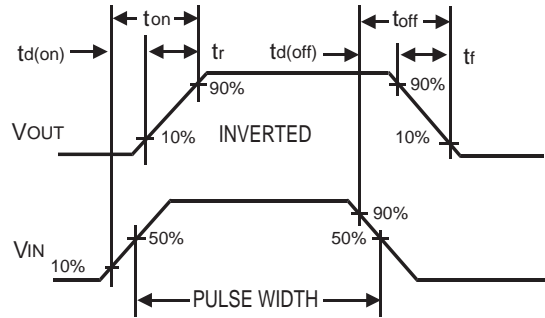 ton toff
td(on) tr td(off) tf
90% 90%
VOUT 10% INVERTED 10%
90%
VIN 50% 50%
10%
PULSE WIDTH